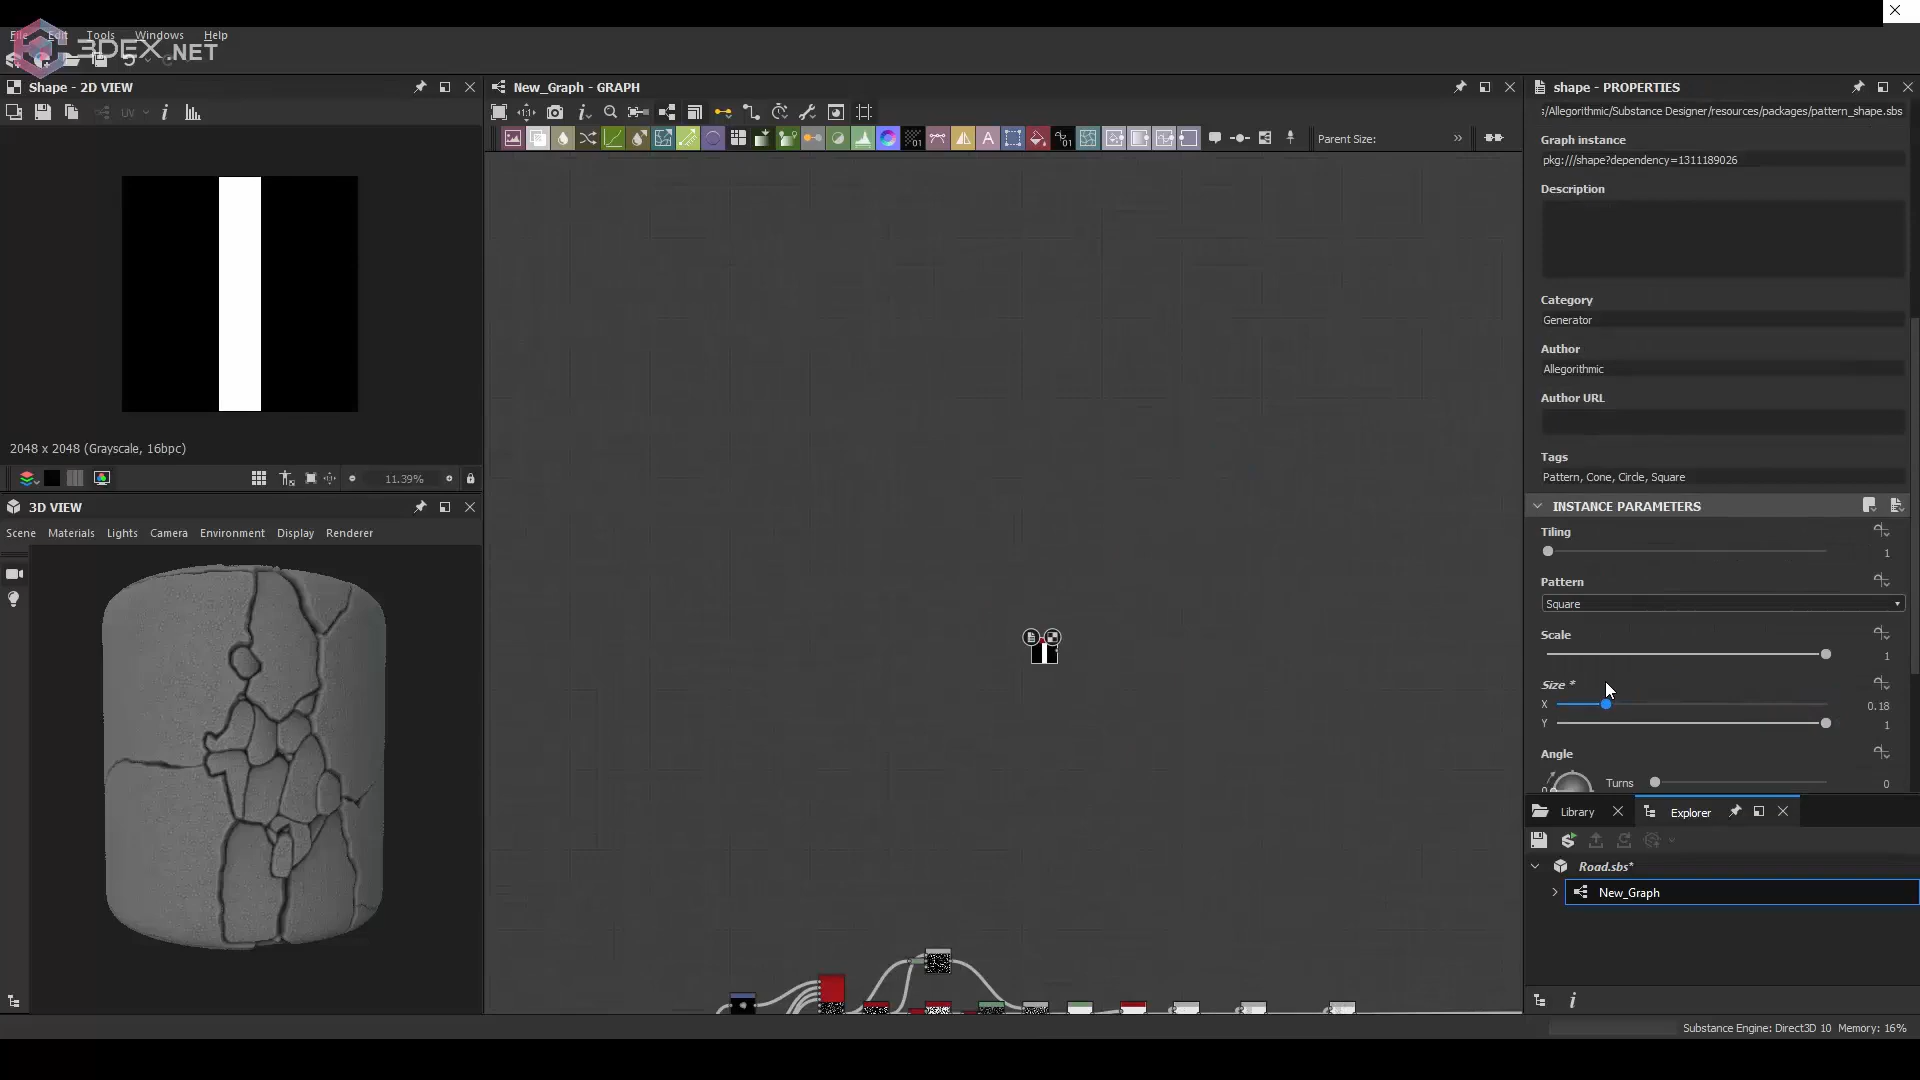 File Edit Tools Windows Help
3DEX.NET
Shape - 2D VIEW
UV
2048 x 2048 (Grayscale, 16bpc)
11.39%
3D VIEW
Scene Materials Lights Camera Environment Display Renderer
New_Graph - GRAPH
Parent Size:
shape - PROPERTIES
;/Allegorithmic/Substance Designer/resources/packages/pattern_shape.sbs
Graph instance
pkg:///shape?dependency=1311189026
Description
Category
Generator
Author
Allegorithmic
Author URL
Tags
Pattern, Cone, Circle, Square
INSTANCE PARAMETERS
Tiling
1
Pattern
Square
Scale
1
Size *
X 0.18
Y 1
Angle
0 Turns 0
Library Explorer
Road.sbs*
New_Graph
Substance Engine: Direct3D 10 Memory: 16%